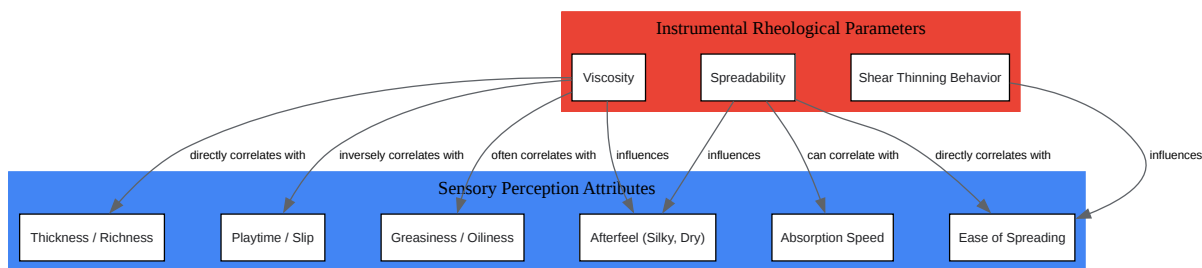 Instrumental Rheological Parameters
Viscosity
Spreadability
Shear Thinning Behavior
directly correlates with
inversely correlates with
often correlates with
influences
influences
can correlate with
directly correlates with
influences
Sensory Perception Attributes
Thickness / Richness
Playtime / Slip
Greasiness / Oiliness
Afterfeel (Silky, Dry)
Absorption Speed
Ease of Spreading